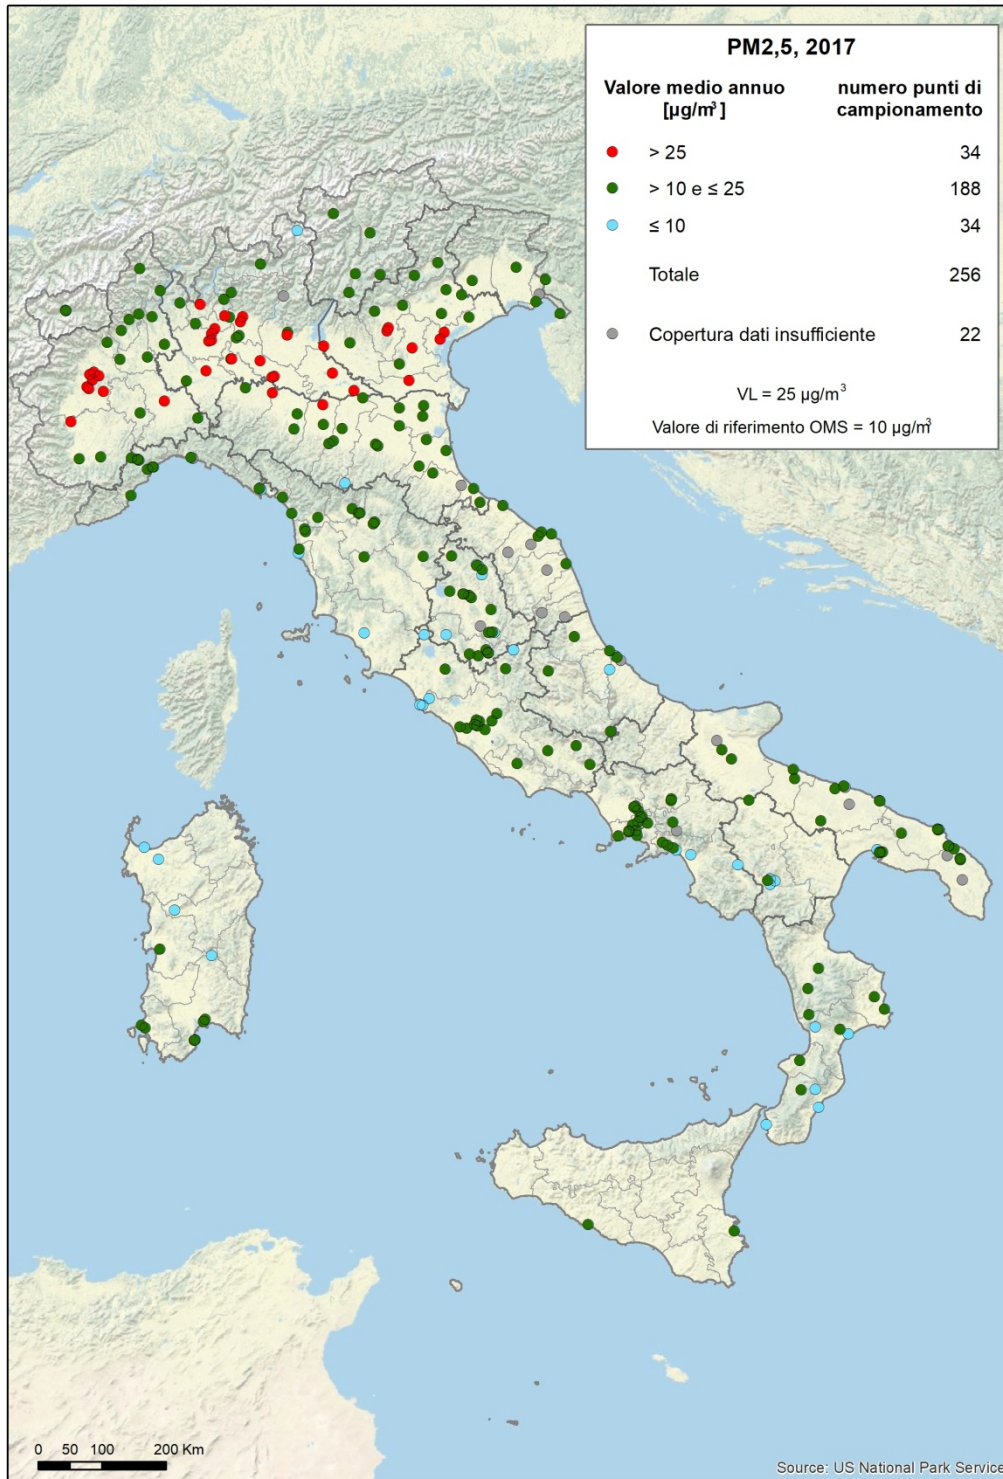 PM2,5, 2017
Valore medio annuo numero punti di
[µg/m³] campionamento
> 25 34
> 10 e ≤ 25 188
≤ 10 34
Totale 256
Copertura dati insufficiente 22
VL = 25 µg/m³
Valore di riferimento OMS = 10 µg/m³
0 50 100 200 Km
Source: US National Park Service